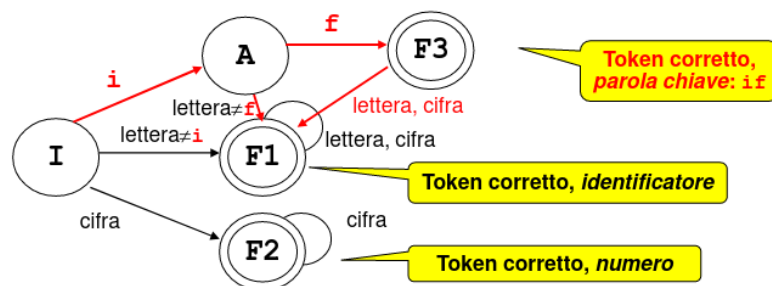 f
A
F3
Token corretto,
parola chiave: if
i
lettera≠f
lettera, cifra
lettera≠i
lettera, cifra
I
F1
Token corretto, identificatore
cifra
cifra
F2
Token corretto, numero